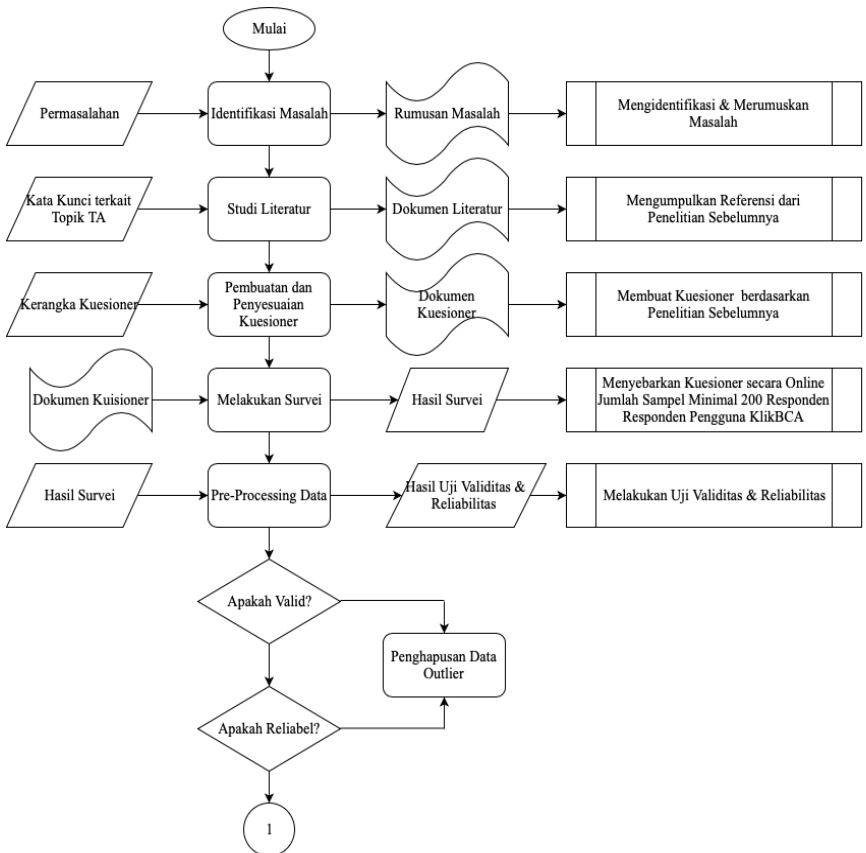 Mulai
Permasalahan
Identifikasi Masalah
Rumusan Masalah
Mengidentifikasi & Merumuskan
Masalah
Kata Kunci terkait
Topik TA
Studi Literatur
Dokumen Literatur
Mengumpulkan Referensi dari
Penelitian Sebelumnya
Kerangka Kuesioner
Pembuatan dan
Penyesuaian
Kuesioner
Dokumen
Kuesioner
Membuat Kuesioner berdasarkan
Penelitian Sebelumnya
Dokumen Kuisioner
Melakukan Survei
Hasil Survei
Menyebarkan Kuesioner secara Online
Jumlah Sampel Minimal 200 Responden
Responden Pengguna KlikBCA
Hasil Survei
Pre-Processing Data
Hasil Uji Validitas &
Reliabilitas
Melakukan Uji Validitas & Reliabilitas
Apakah Valid?
Penghapusan Data
Outlier
Apakah Reliabel?
1